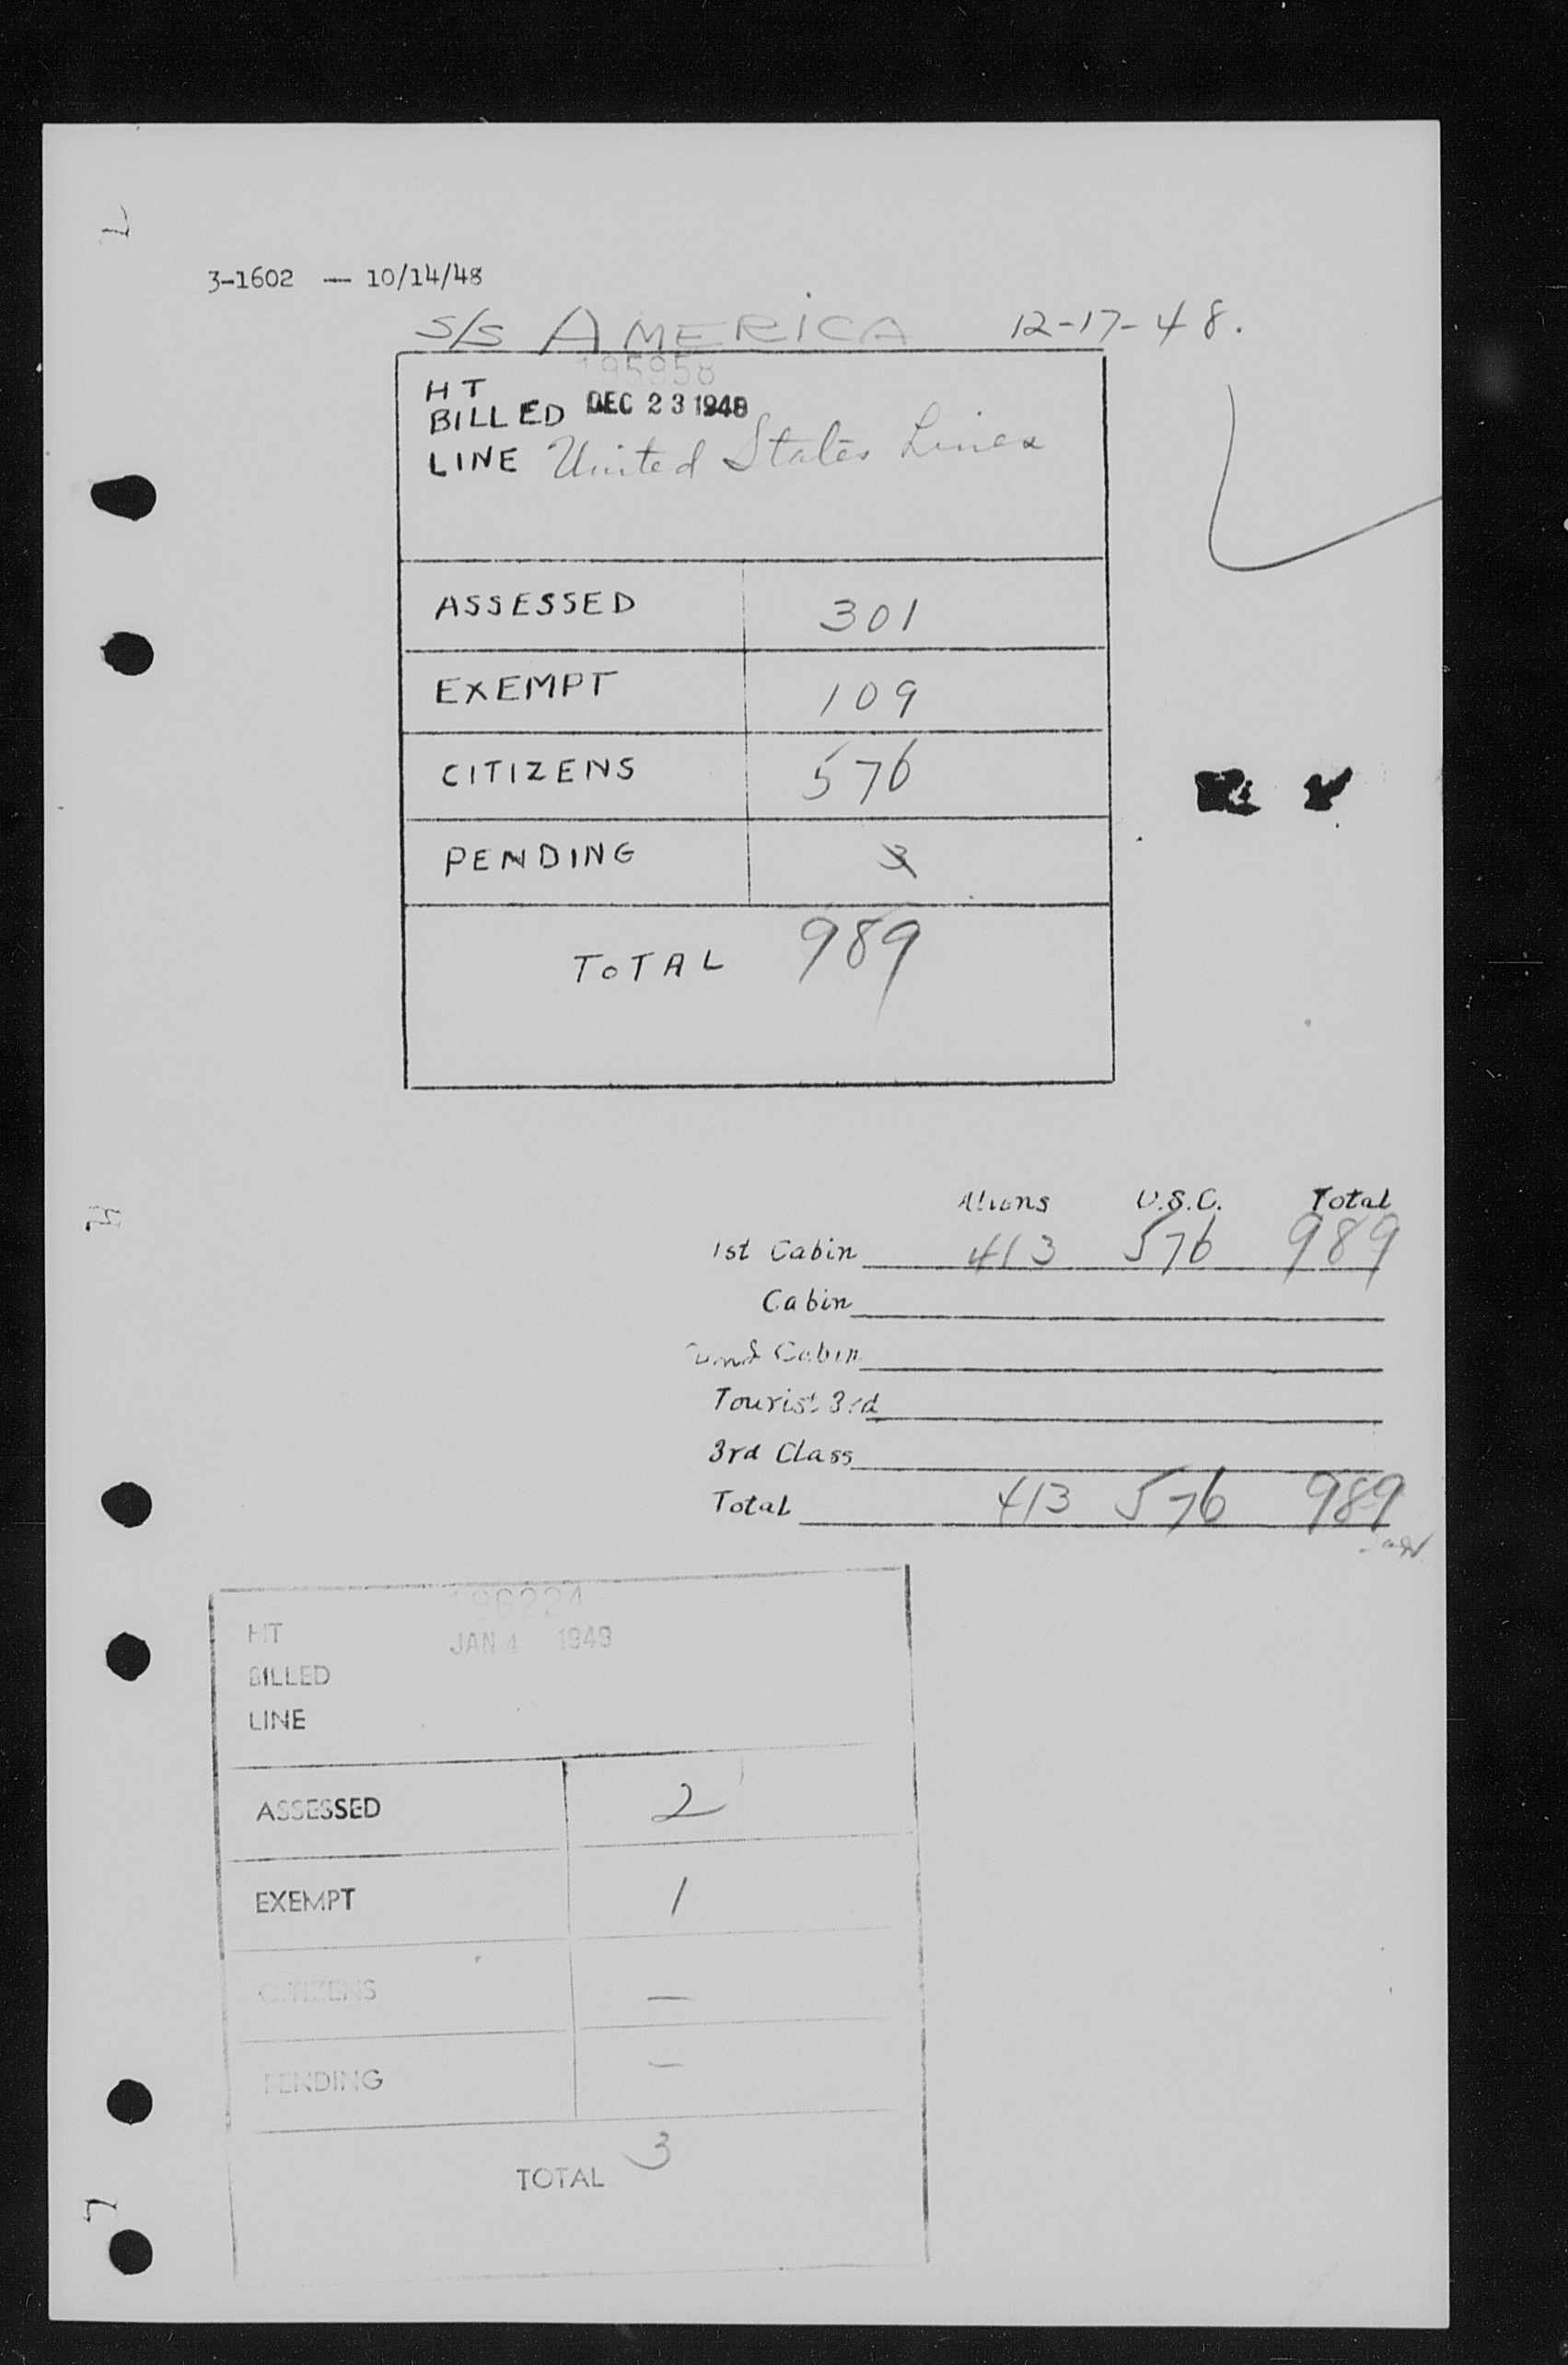 3-1602 — 10/14/48
S/S AMERICA 12-17-48.
195958
HT
BILLED DEC 23 1948
LINE United States Lines
ASSESSED 301
EXEMPT 109
CITIZENS 576
PENDING 3
TOTAL 989
Aliens U.S.C. Total
1st Cabin 413 576 989
Cabin
Cabin
Tourist 3rd
3rd Class
Total 413 576 989
196224
HT JAN 4 1949
BILLED
LINE
ASSESSED 2
EXEMPT 1
CITIZENS —
PENDING —
TOTAL 3